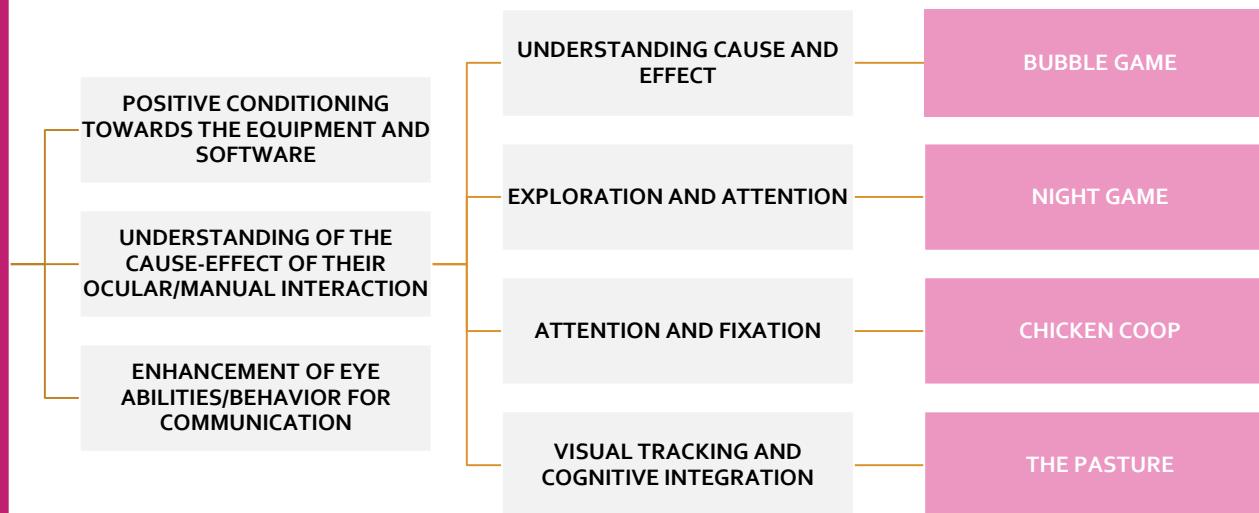 POSITIVE CONDITIONING
TOWARDS THE EQUIPMENT AND
SOFTWARE
UNDERSTANDING OF THE
CAUSE-EFFECT OF THEIR
OCULAR/MANUAL INTERACTION
ENHANCEMENT OF EYE
ABILITIES/BEHAVIOR FOR
COMMUNICATION
UNDERSTANDING CAUSE AND
EFFECT
EXPLORATION AND ATTENTION
ATTENTION AND FIXATION
VISUAL TRACKING AND
COGNITIVE INTEGRATION
BUBBLE GAME
NIGHT GAME
CHICKEN COOP
THE PASTURE